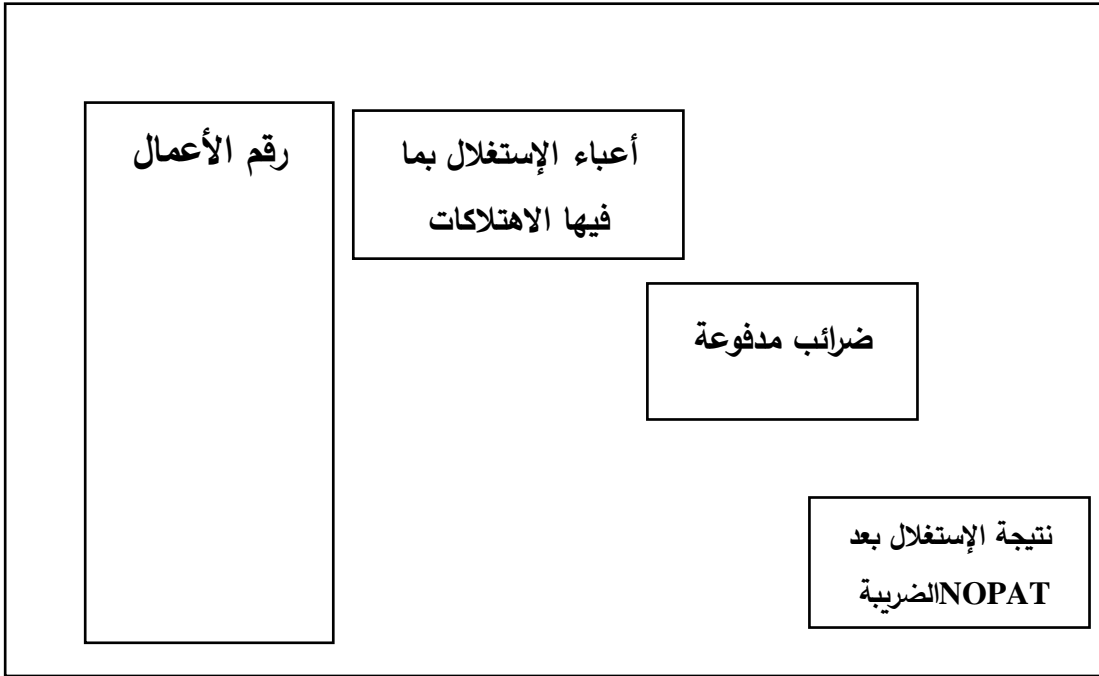 رقم الأعمال
أعباء الإستغلال بما
فيها الاهتلاكات
ضرائب مدفوعة
نتيجة الإستغلال بعد
الضريبةNOPAT